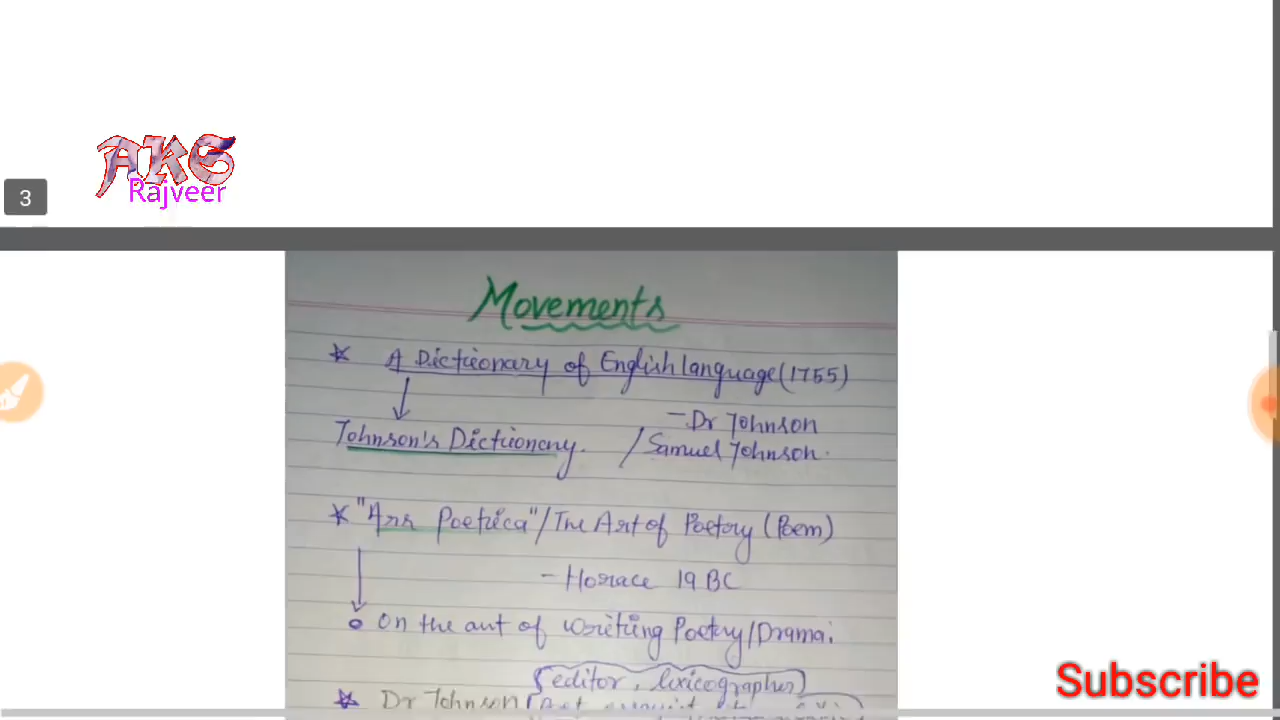 AKS
Rajveer
3
Movements
* A Dictionary of English language (1755)
- Dr Johnson
Johnson's Dictionary. / Samuel Johnson.
* "Ars Poetica" / The Art of Poetry (Poem)
- Horace 19 BC
On the art of writing Poetry/Drama.
{editor, lexicographer}
* Dr Johnson
Subscribe